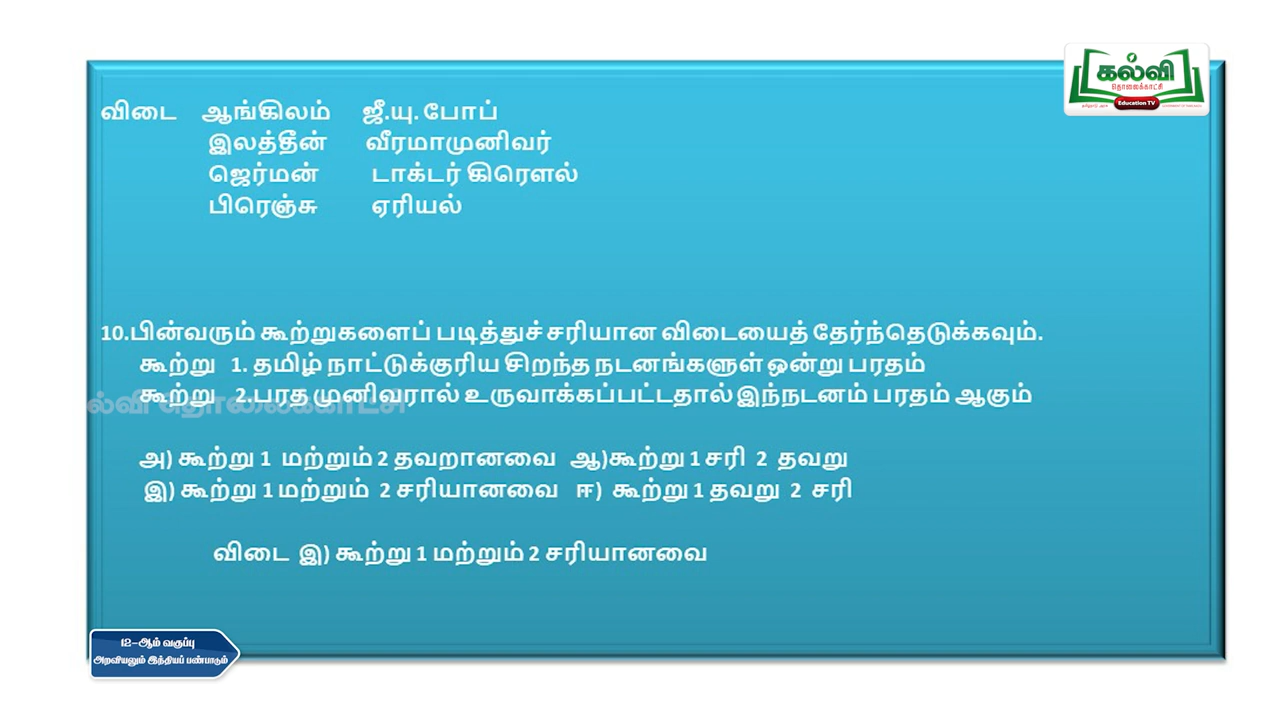 கல்வி
தொலைக்காட்சி
Education TV
விடை ஆங்கிலம் ஜீ.யு. போப்
இலத்தீன் வீரமாமுனிவர்
ஜெர்மன் டாக்டர் கிரௌல்
பிரெஞ்சு ஏரியல்
10.பின்வரும் கூற்றுகளைப் படித்துச் சரியான விடையைத் தேர்ந்தெடுக்கவும்.
கூற்று 1. தமிழ் நாட்டுக்குரிய சிறந்த நடனங்களுள் ஒன்று பரதம்
கூற்று 2.பரத முனிவரால் உருவாக்கப்பட்டதால் இந்நடனம் பரதம் ஆகும்
அ) கூற்று 1 மற்றும் 2 தவறானவை ஆ)கூற்று 1 சரி 2 தவறு
இ) கூற்று 1 மற்றும் 2 சரியானவை ஈ) கூற்று 1 தவறு 2 சரி
விடை இ) கூற்று 1 மற்றும் 2 சரியானவை
12-ஆம் வகுப்பு
அறவியலும் இந்தியப் பண்பாடும்